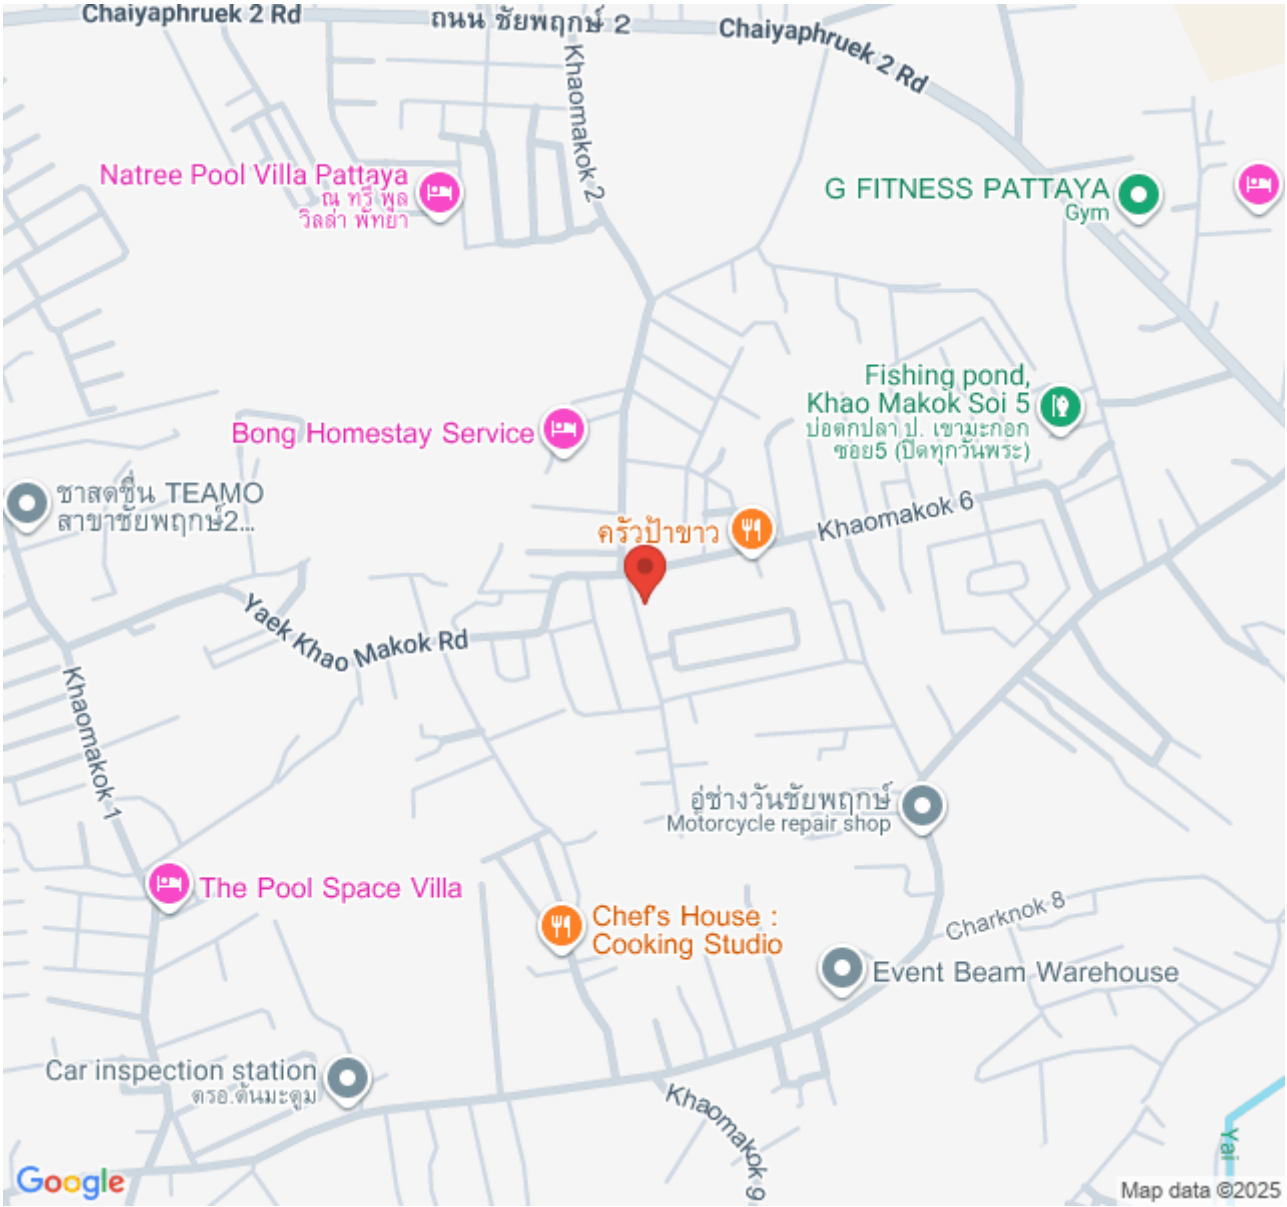 Chaiyaphruek 2 Rd
ถนน ชัยพฤกษ์ 2
Chaiyaphruek 2 Rd
Khaomakok 2
Natree Pool Villa Pattaya
ณ ทรี พูล
วิลล่า พัทยา
G FITNESS PATTAYA
Gym
Fishing pond,
Khao Makok Soi 5
บ่อตกปลา ป. เขามะกอก
ซอย5 (ปิดทุกวันพระ)
Bong Homestay Service
ชาสดชื่น TEAMO
สาขาชัยพฤกษ์2...
ครัวป้าขาว
Khaomakok 6
Yaek Khao Makok Rd
Khaomakok 1
อู่ช่างวันชัยพฤกษ์
Motorcycle repair shop
The Pool Space Villa
Chef's House :
Cooking Studio
Charknok 8
Event Beam Warehouse
Car inspection station
ตรอ.ต้นมะตูม
Khaomakok 9
Yai
Google
Map data ©2025